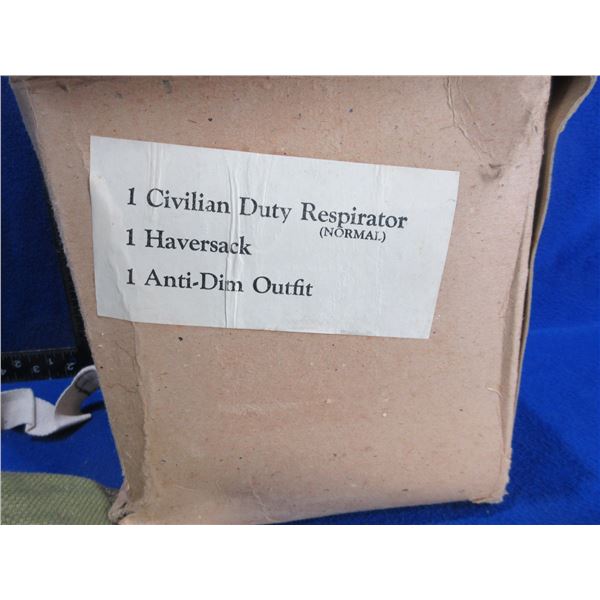 1 Civilian Duty Respirator
(NORMAL)
1 Haversack
1 Anti-Dim Outfit